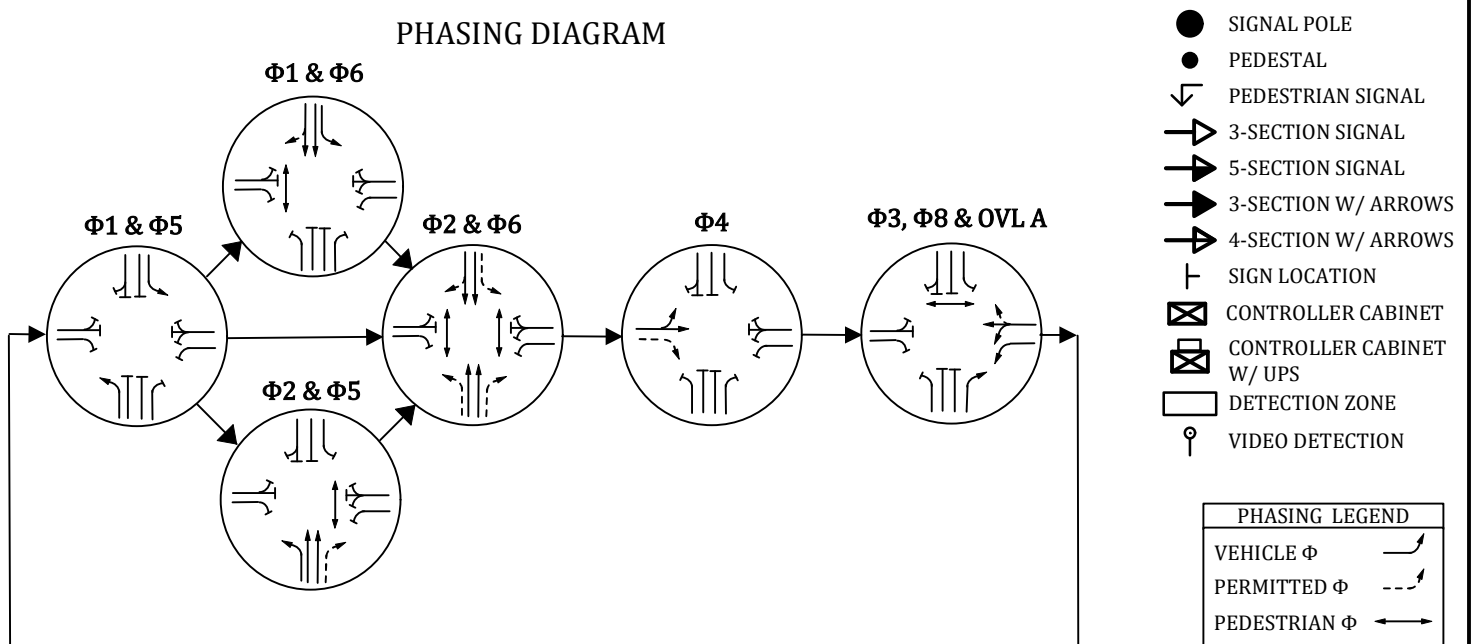 PHASING DIAGRAM
Φ1 & Φ6
Φ1 & Φ5
Φ2 & Φ6
Φ4
Φ3, Φ8 & OVL A
Φ2 & Φ5
SIGNAL POLE
PEDESTAL
PEDESTRIAN SIGNAL
3-SECTION SIGNAL
5-SECTION SIGNAL
3-SECTION W/ ARROWS
4-SECTION W/ ARROWS
SIGN LOCATION
CONTROLLER CABINET
CONTROLLER CABINET
W/ UPS
DETECTION ZONE
VIDEO DETECTION
PHASING LEGEND
VEHICLE Φ
PERMITTED Φ
PEDESTRIAN Φ